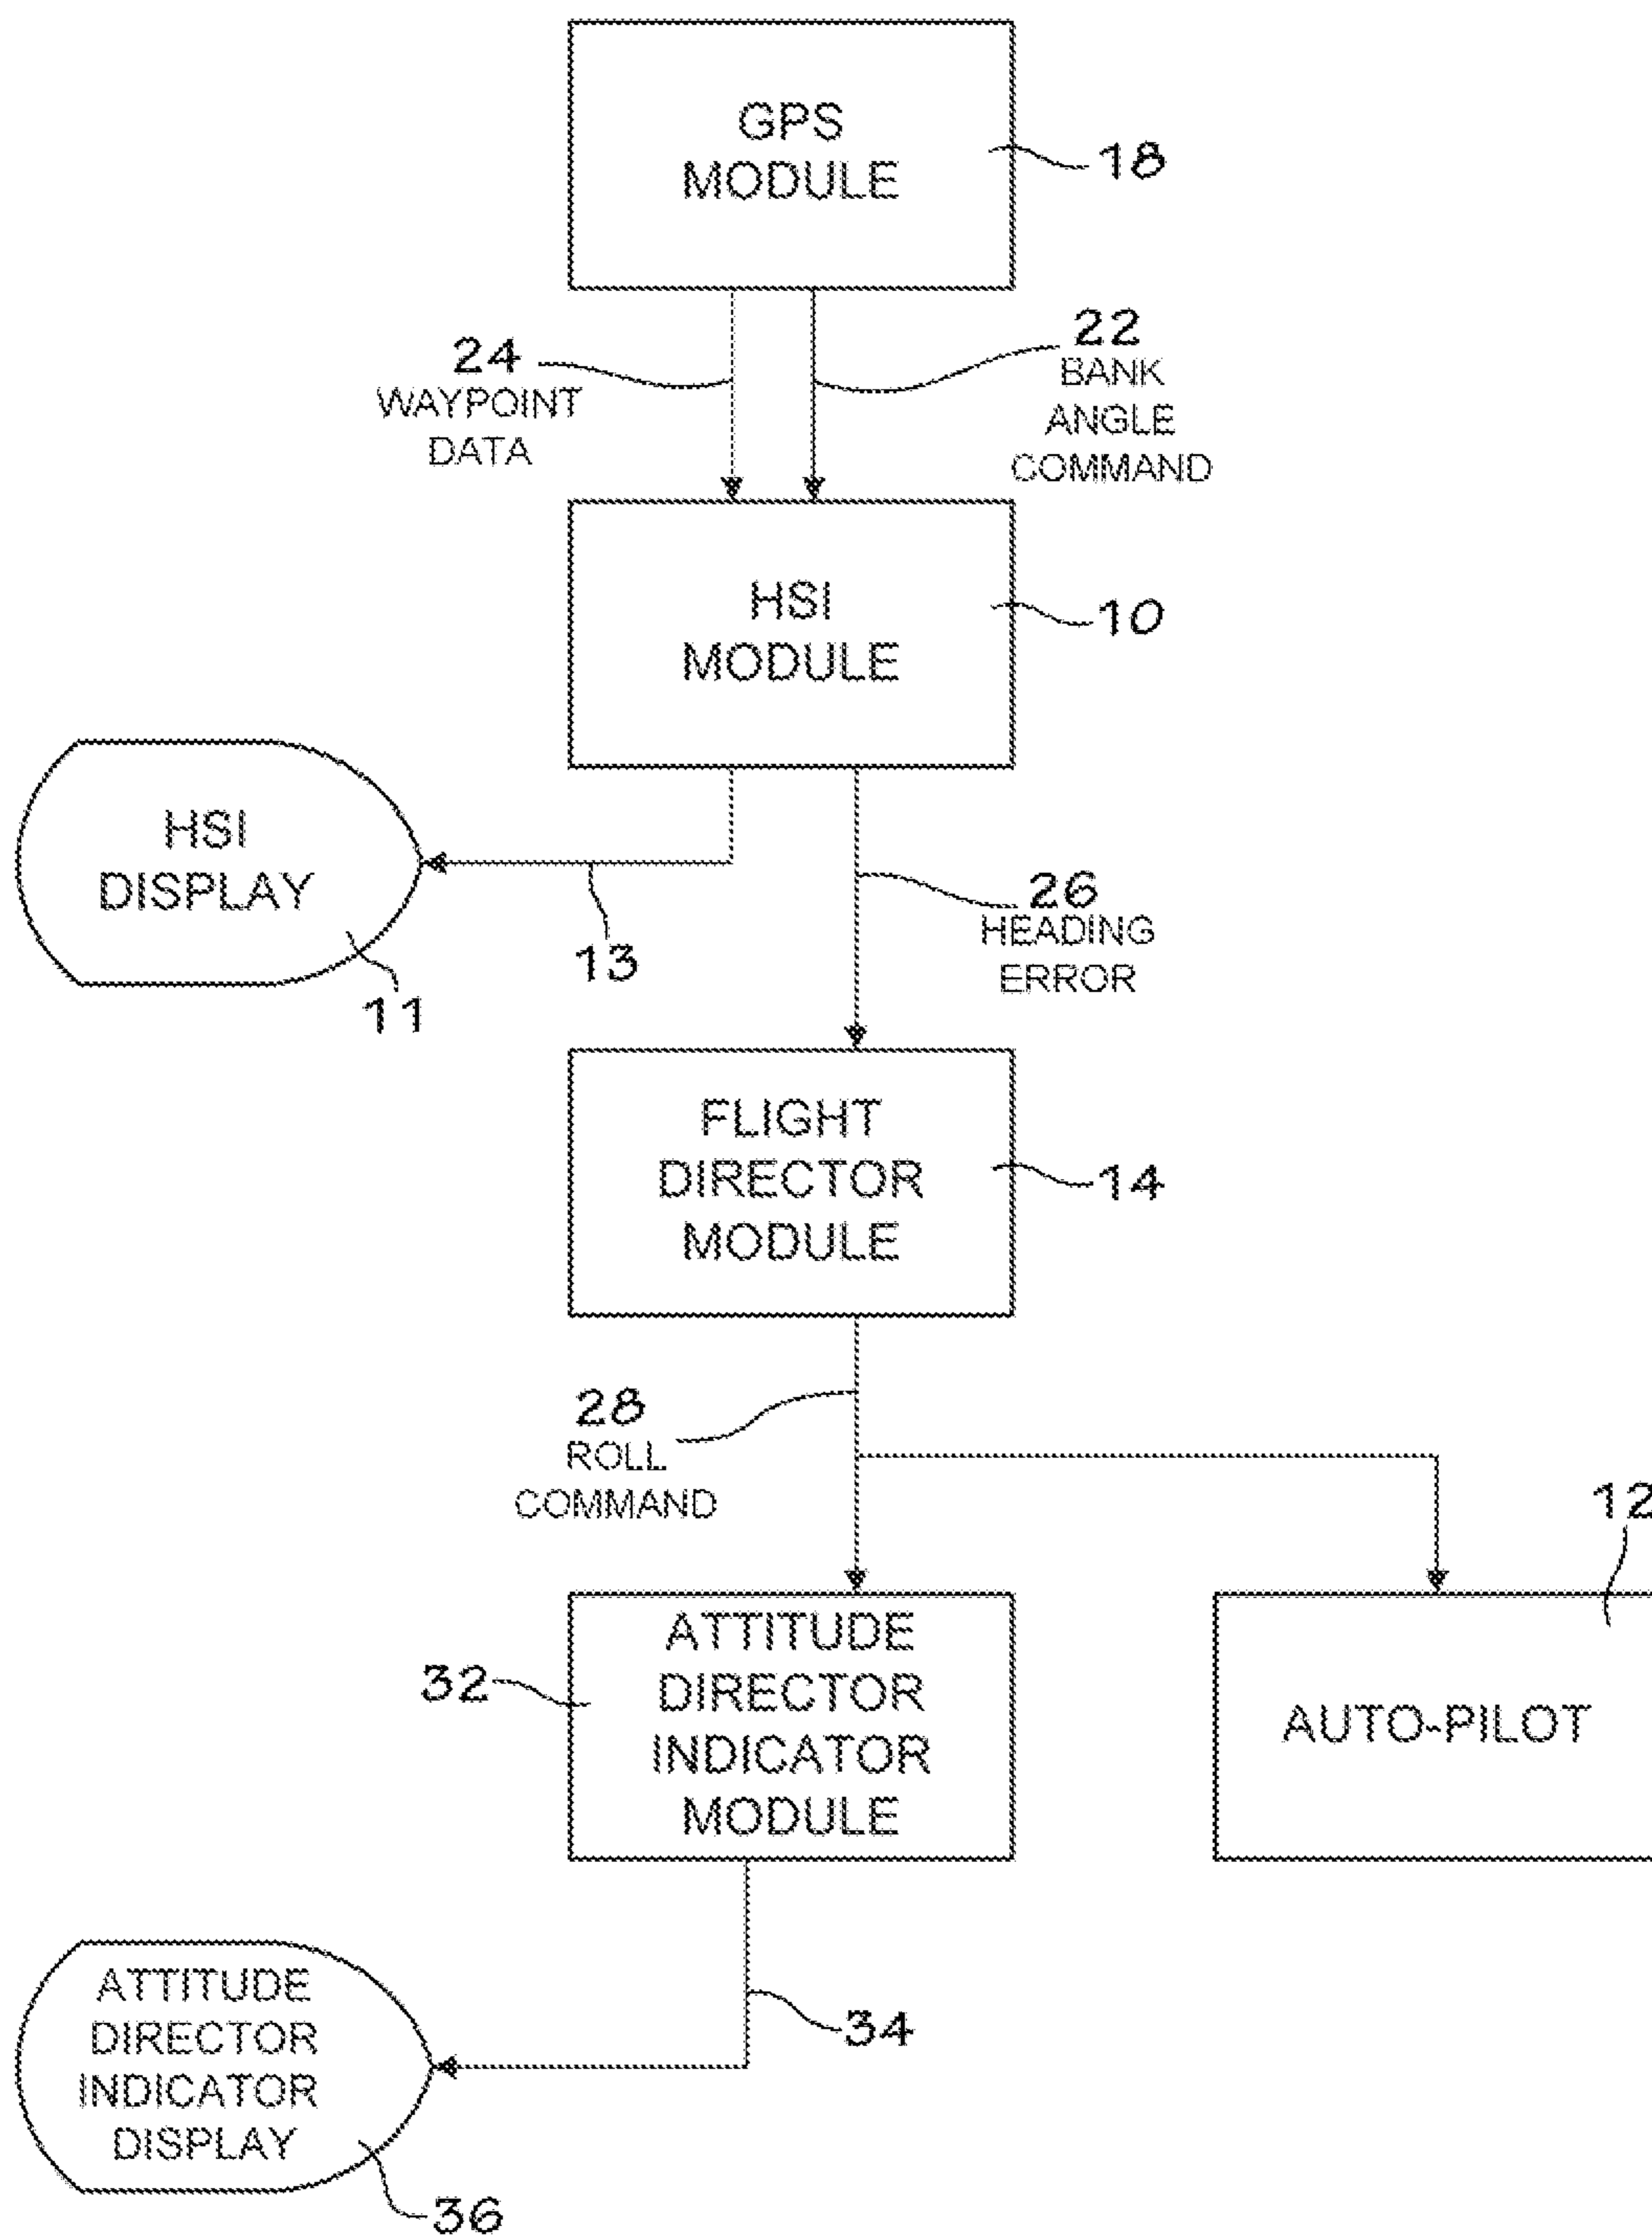 GPS
MODULE
18
24
WAYPOINT
DATA
22
BANK
ANGLE
COMMAND
HSI
MODULE
10
HSI
DISPLAY
11
13
26
HEADING
ERROR
FLIGHT
DIRECTOR
MODULE
14
28
ROLL
COMMAND
12
32
ATTITUDE
DIRECTOR
INDICATOR
MODULE
AUTO-PILOT
34
ATTITUDE
DIRECTOR
INDICATOR
DISPLAY
36